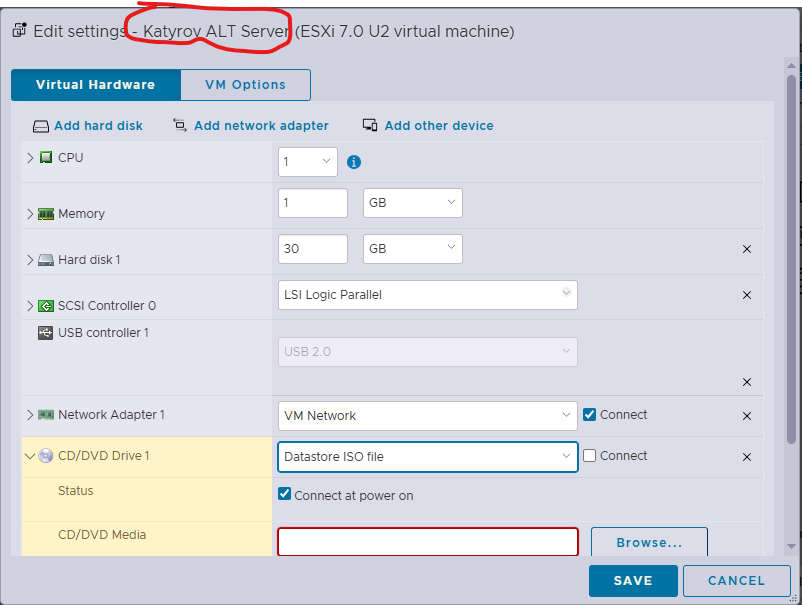 Edit settings - Katyrov ALT Server (ESXi 7.0 U2 virtual machine)
Virtual Hardware
VM Options
Add hard disk
Add network adapter
Add other device
CPU
1
Memory
1
GB
Hard disk 1
30
GB
SCSI Controller 0
LSI Logic Parallel
USB controller 1
USB 2.0
Network Adapter 1
VM Network
Connect
CD/DVD Drive 1
Datastore ISO file
Connect
Status
Connect at power on
CD/DVD Media
Browse...
SAVE
CANCEL